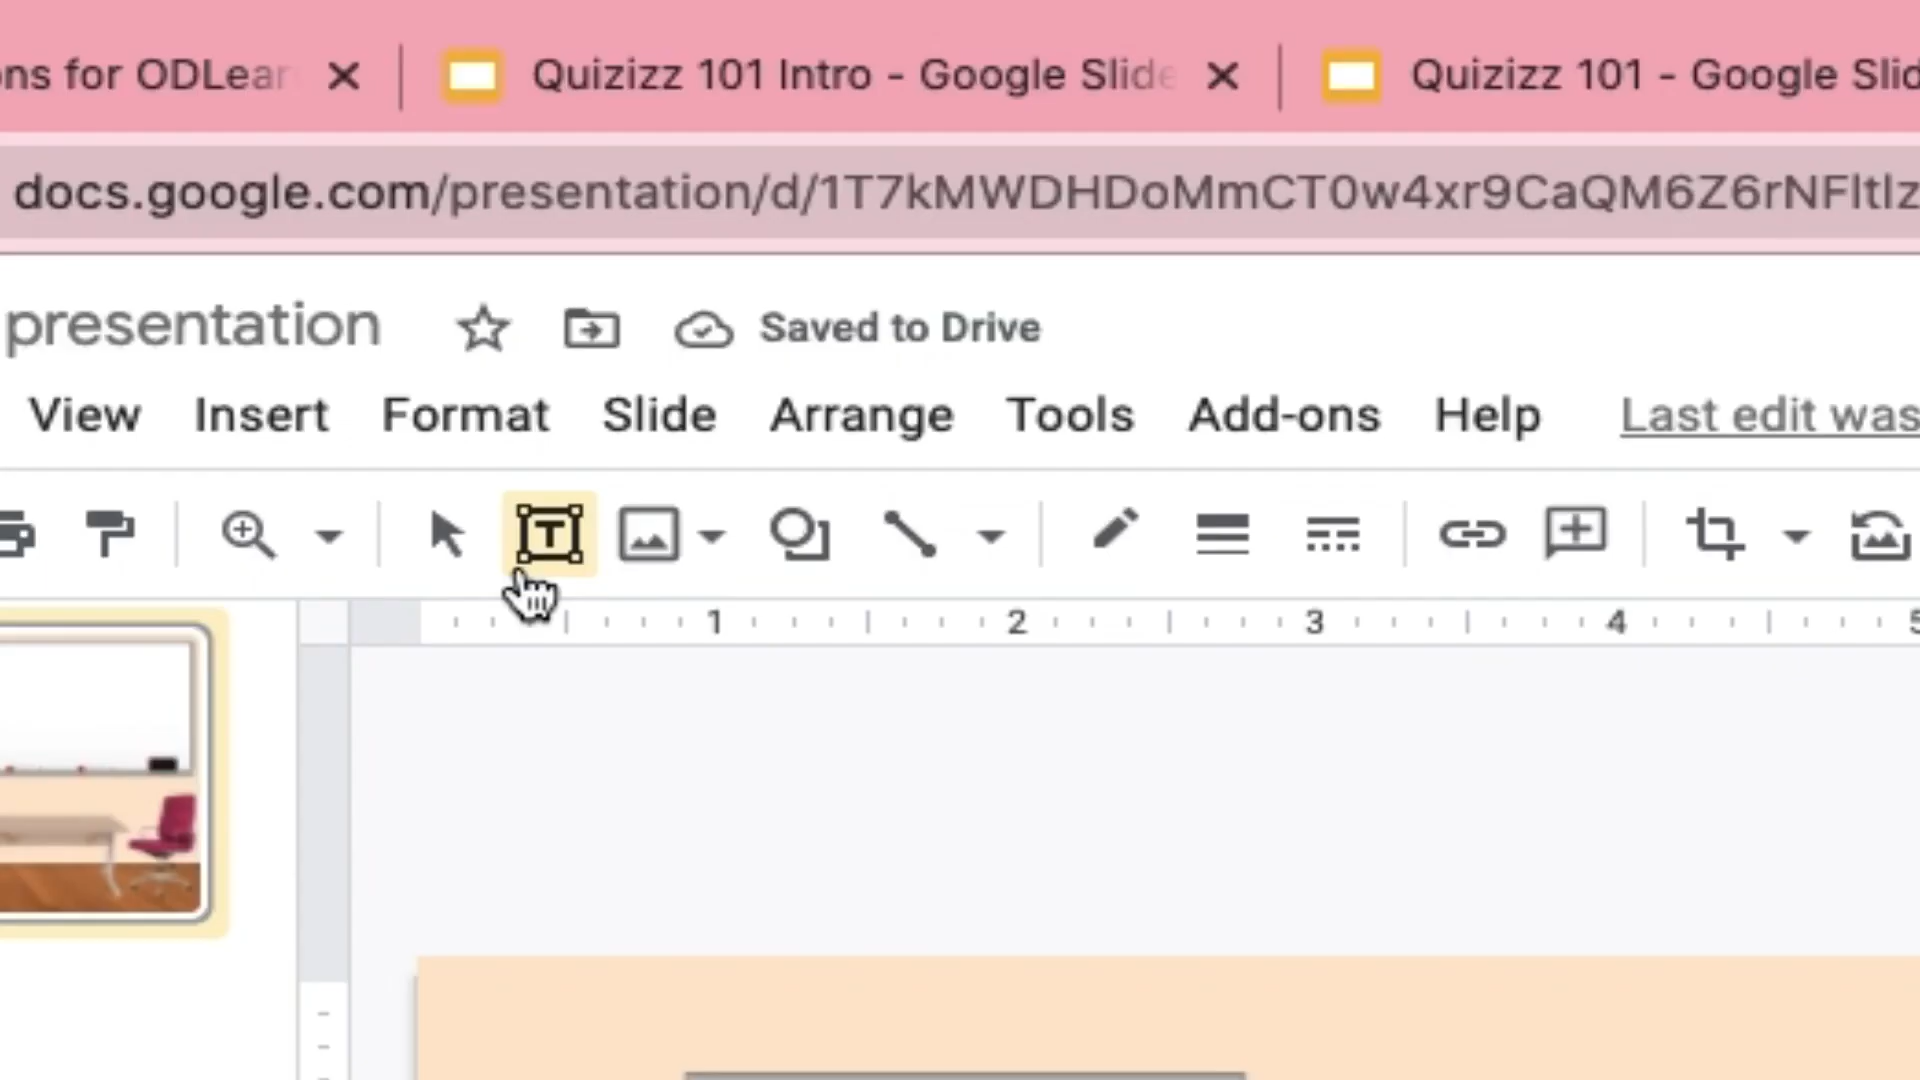 ns for ODLear
Quizizz 101 Intro - Google Slide
Quizizz 101 - Google Slid
docs.google.com/presentation/d/1T7kMWDHDoMmCT0w4xr9CaQM6Z6rNFltlz
presentation
Saved to Drive
View Insert Format Slide Arrange Tools Add-ons Help Last edit was
T
1 2 3 4 5